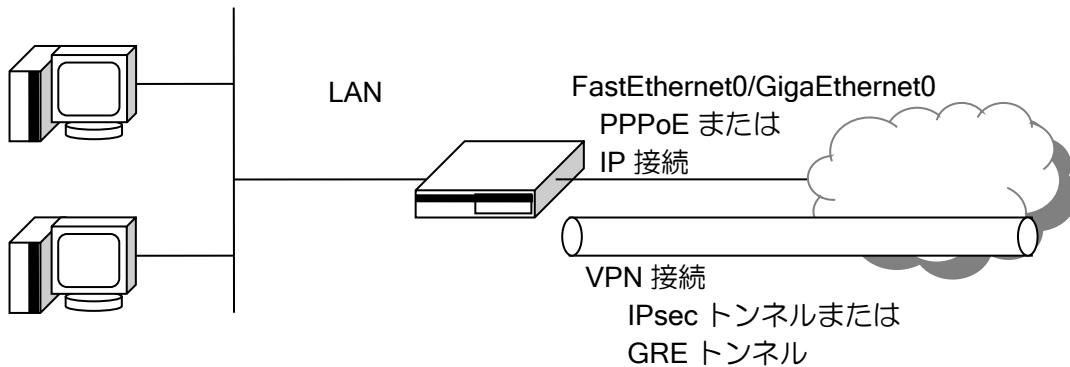 LAN
FastEthernet0/GigaEthernet0
PPPoE または
IP 接続
VPN 接続
IPsec トンネルまたは
GRE トンネル